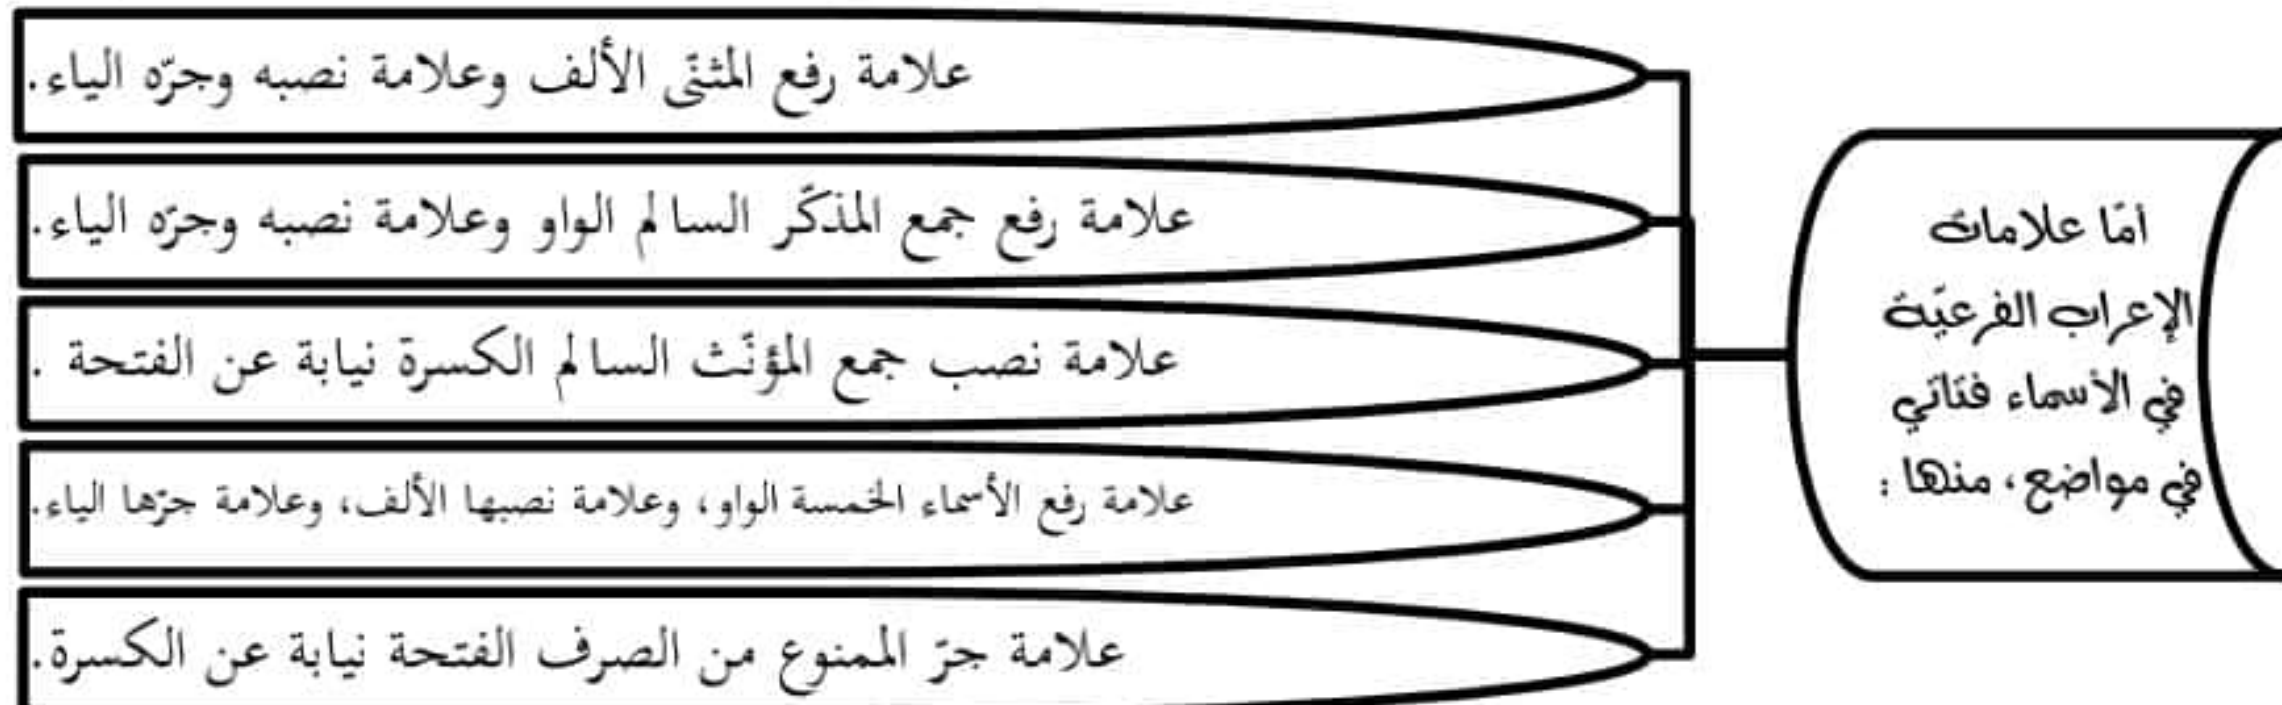 أمّا علامات
الإعراب الفرعيّة
في الأسماء فتاتي
في مواضع، منها :
علامة رفع المثنّى الألف وعلامة نصبه وجرّه الياء.
علامة رفع جمع المذكّر السالم الواو وعلامة نصبه وجرّه الياء.
علامة نصب جمع المؤنّث السالم الكسرة نيابة عن الفتحة .
علامة رفع الأسماء الخمسة الواو، وعلامة نصبها الألف، وعلامة جرّها الياء.
علامة جرّ الممنوع من الصرف الفتحة نيابة عن الكسرة.